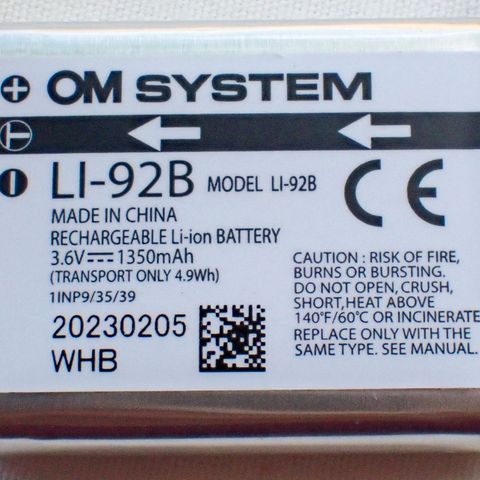 OM SYSTEM
LI-92B MODEL LI-92B
CE
MADE IN CHINA
RECHARGEABLE Li-ion BATTERY
3.6V⎓1350mAh
(TRANSPORT ONLY 4.9Wh)
1INP9/35/39
20230205
WHB
CAUTION : RISK OF FIRE,
BURNS OR BURSTING.
DO NOT OPEN, CRUSH,
SHORT,HEAT ABOVE
140°F/60°C OR INCINERATE
REPLACE ONLY WITH THE
SAME TYPE. SEE MANUAL.